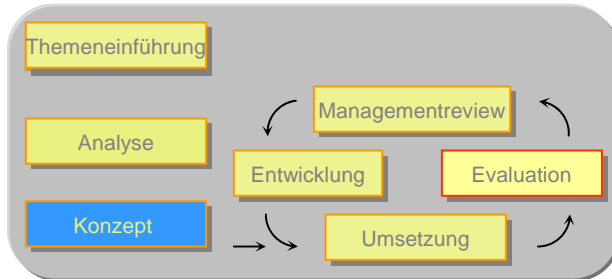 Themeneinführung
Managementreview
Analyse
Entwicklung
Evaluation
Konzept
Umsetzung